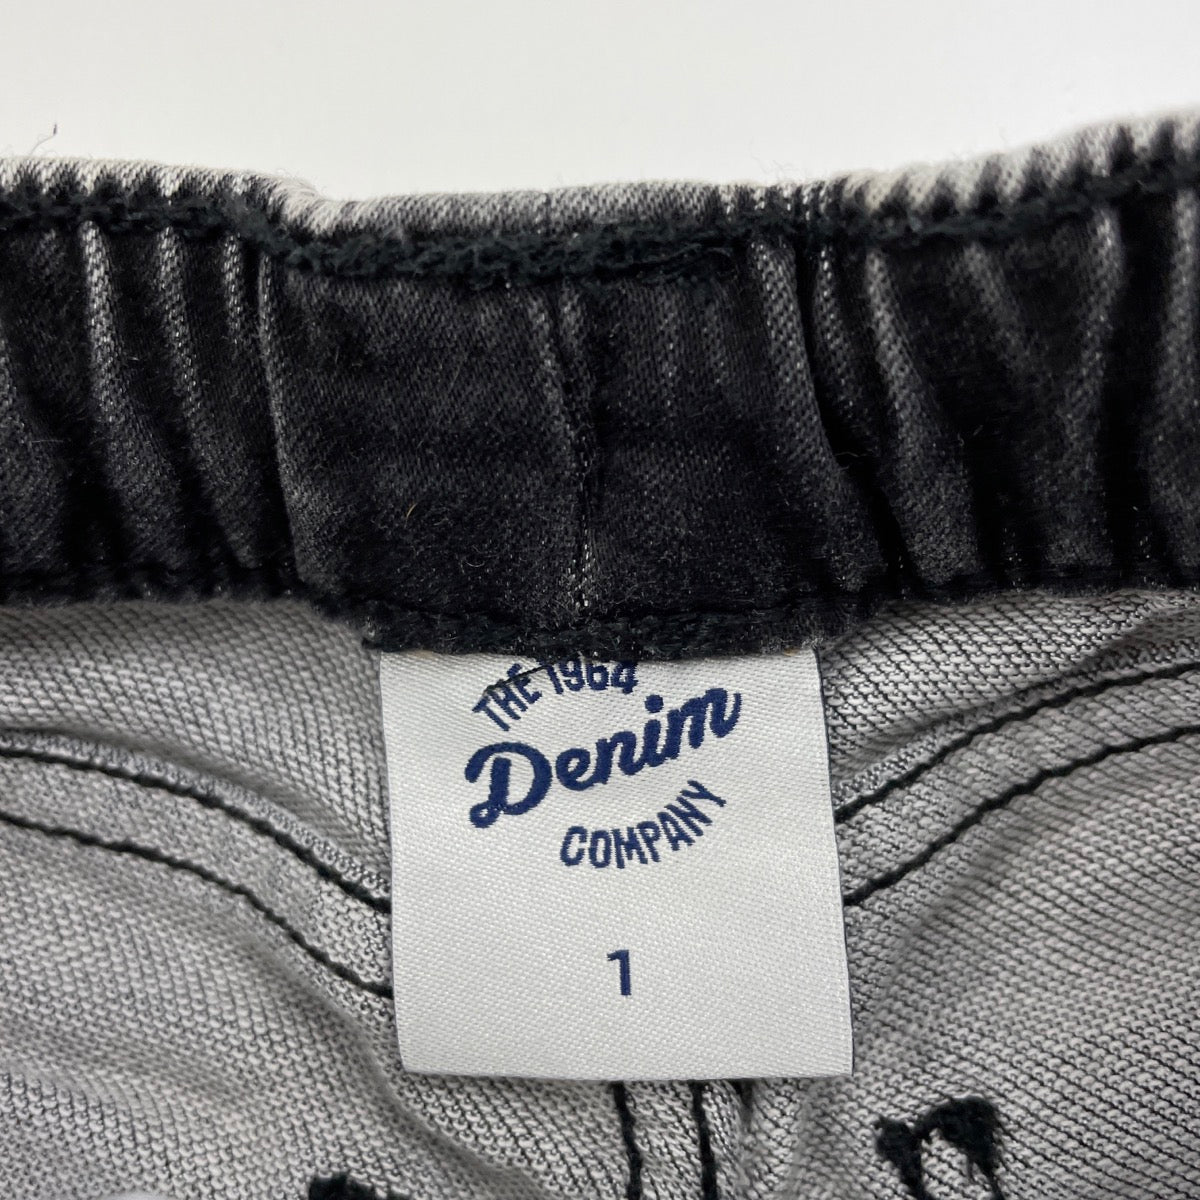 THE 1964
Denim
COMPANY
1